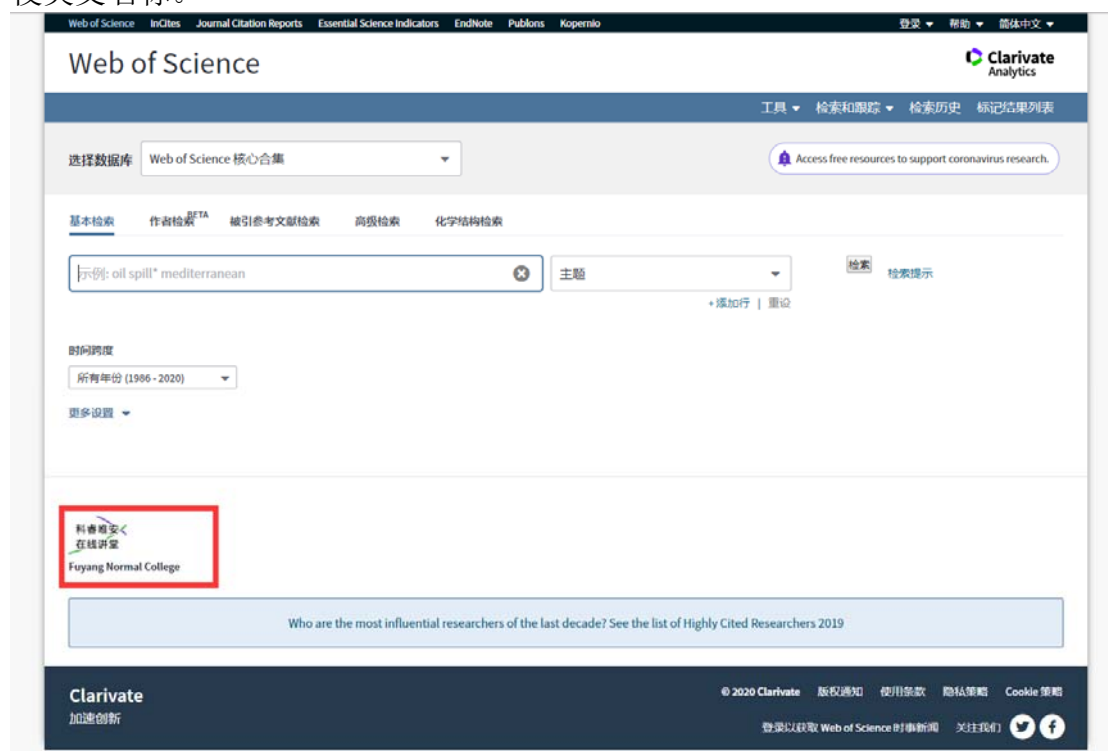 校英文名称。
Web of Science InCites Journal Citation Reports Essential Science Indicators EndNote Publons Kopernio 登录 帮助 简体中文
Web of Science
Clarivate
Analytics
工具 检索和跟踪 检索历史 标记结果列表
选择数据库 Web of Science 核心合集 Access free resources to support coronavirus research.
基本检索 作者检索BETA 被引参考文献检索 高级检索 化学结构检索
示例: oil spill* mediterranean 主题 检索 检索提示
+添加行 | 重设
时间跨度
所有年份 (1986 - 2020)
更多设置
科睿唯安
在线讲堂
Fuyang Normal College
Who are the most influential researchers of the last decade? See the list of Highly Cited Researchers 2019
Clarivate
加速创新
© 2020 Clarivate 版权通知 使用条款 隐私策略 Cookie 策略
登录以获取 Web of Science 时事新闻 关注我们